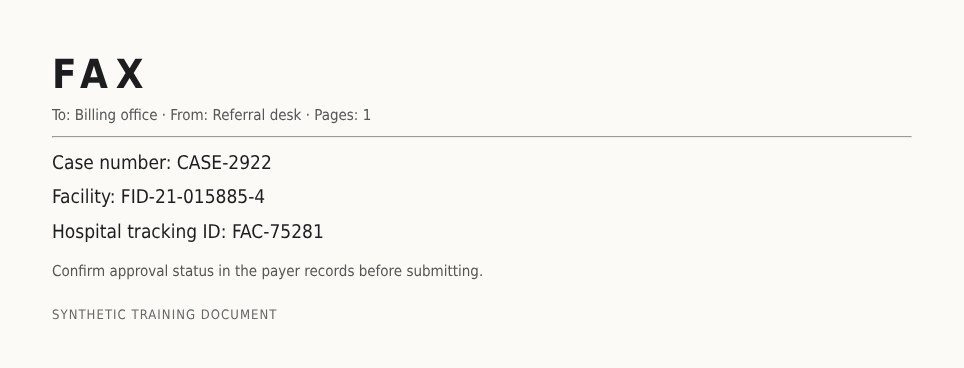 FAX
To: Billing office · From: Referral desk · Pages: 1
Case number: CASE-2922
Facility: FID-21-015885-4
Hospital tracking ID: FAC-75281
Confirm approval status in the payer records before submitting.
SYNTHETIC TRAINING DOCUMENT